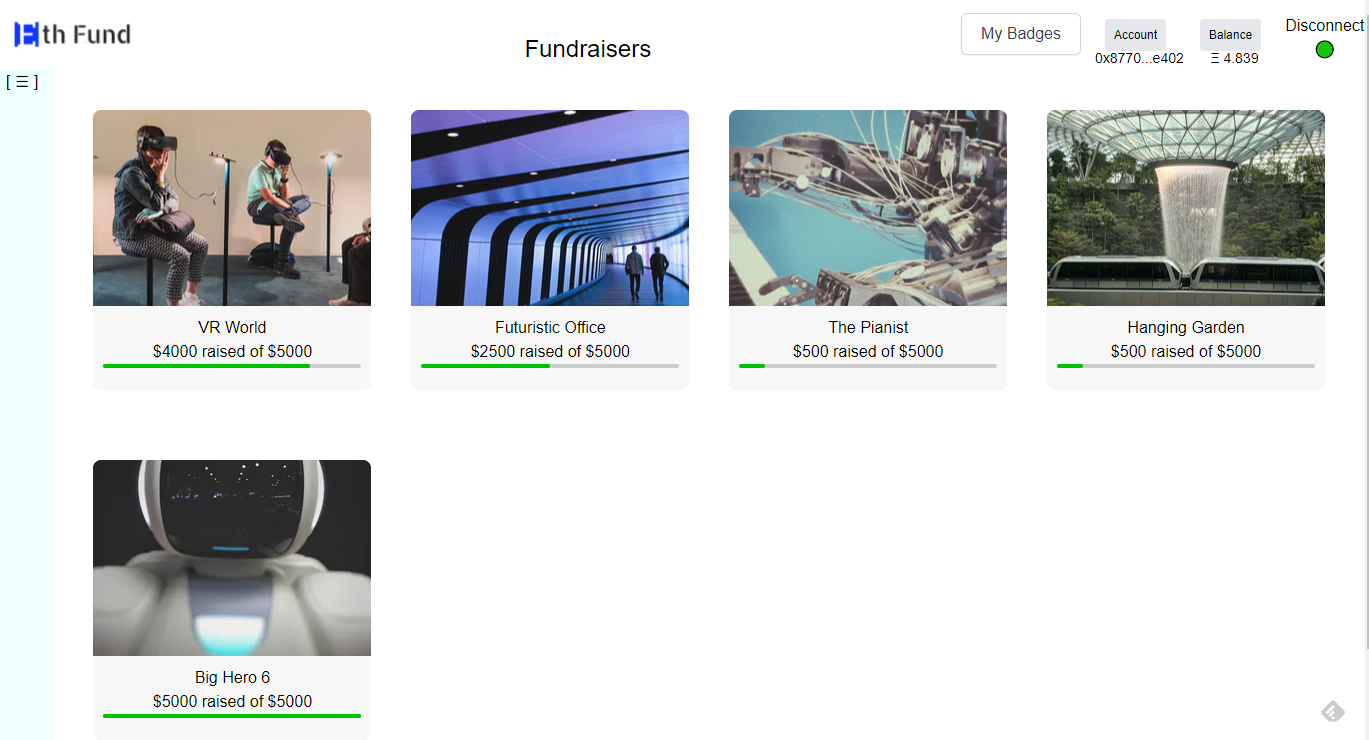 Eth Fund
Fundraisers
My Badges
Account
0x8770...e402
Balance
Ξ 4.839
Disconnect
[ ☰ ]
VR World
$4000 raised of $5000
Futuristic Office
$2500 raised of $5000
The Pianist
$500 raised of $5000
Hanging Garden
$500 raised of $5000
Big Hero 6
$5000 raised of $5000